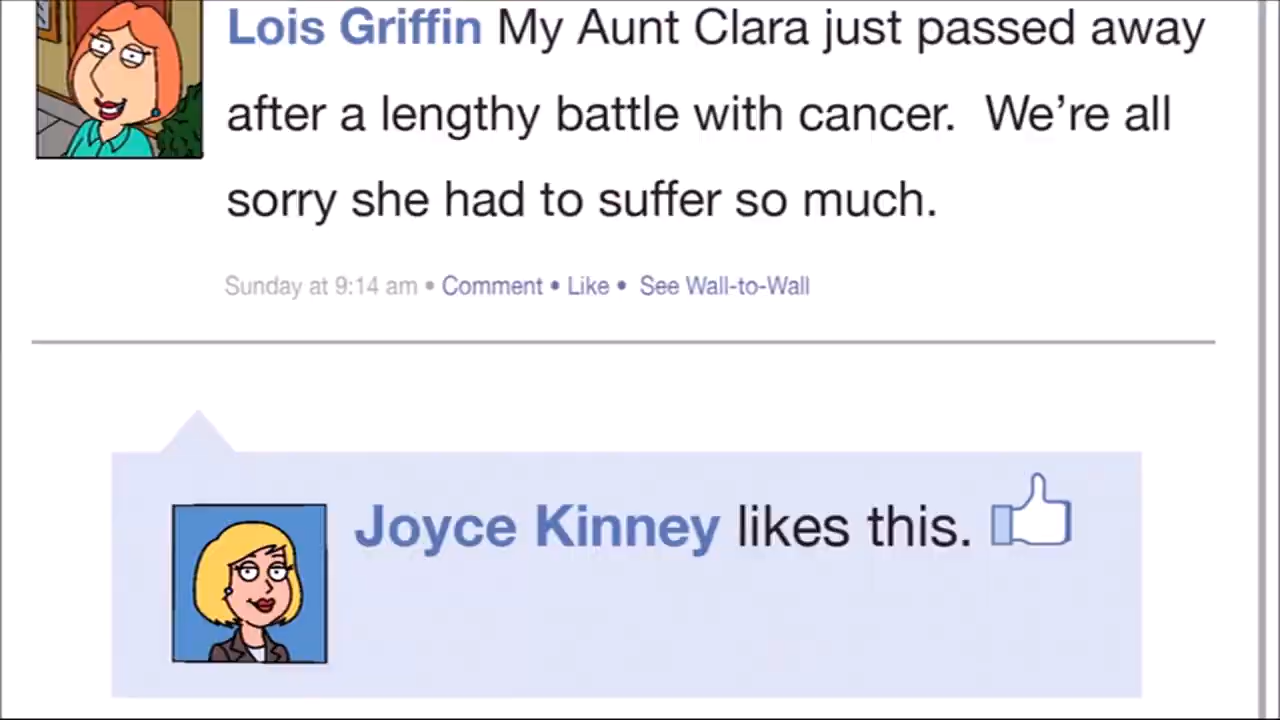 Lois Griffin My Aunt Clara just passed away
after a lengthy battle with cancer.  We’re all
sorry she had to suffer so much.
Sunday at 9:14 am • Comment • Like •  See Wall-to-Wall
Joyce Kinney likes this.